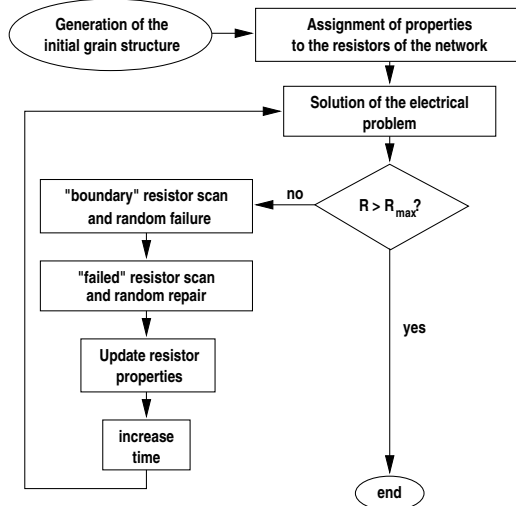 Generation of the
initial grain structure
Assignment of properties
to the resistors of the network
Solution of the electrical
problem
R > Rmax?
no
"boundary" resistor scan
and random failure
"failed" resistor scan
and random repair
Update resistor
properties
increase
time
yes
end